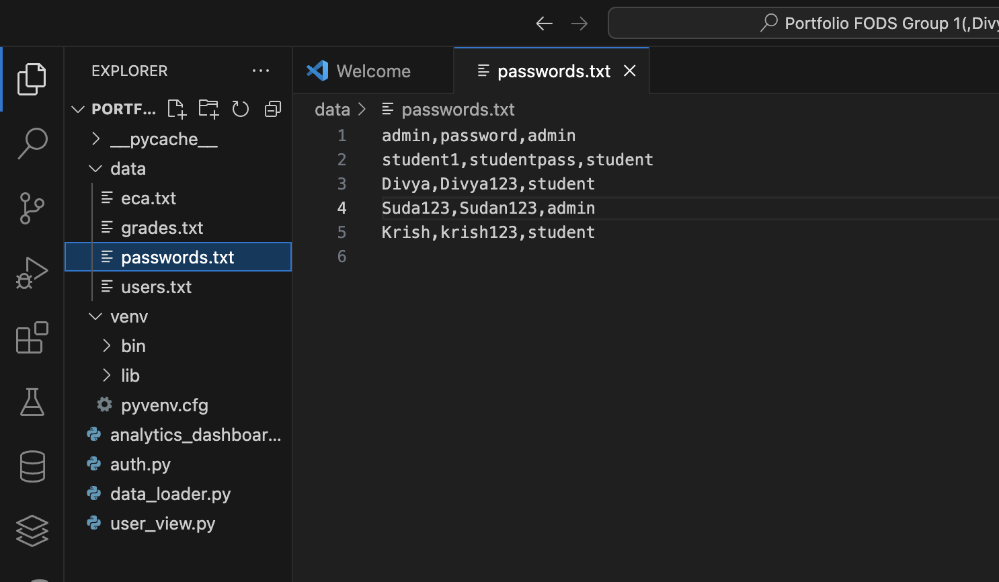 Portfolio FODS Group 1(,Divy
EXPLORER
PORTF...
__pycache__
data
eca.txt
grades.txt
passwords.txt
users.txt
venv
bin
lib
pyvenv.cfg
analytics_dashboar...
auth.py
data_loader.py
user_view.py
Welcome
passwords.txt
data > passwords.txt
1 admin,password,admin
2 student1,studentpass,student
3 Divya,Divya123,student
4 Suda123,Sudan123,admin
5 Krish,krish123,student
6